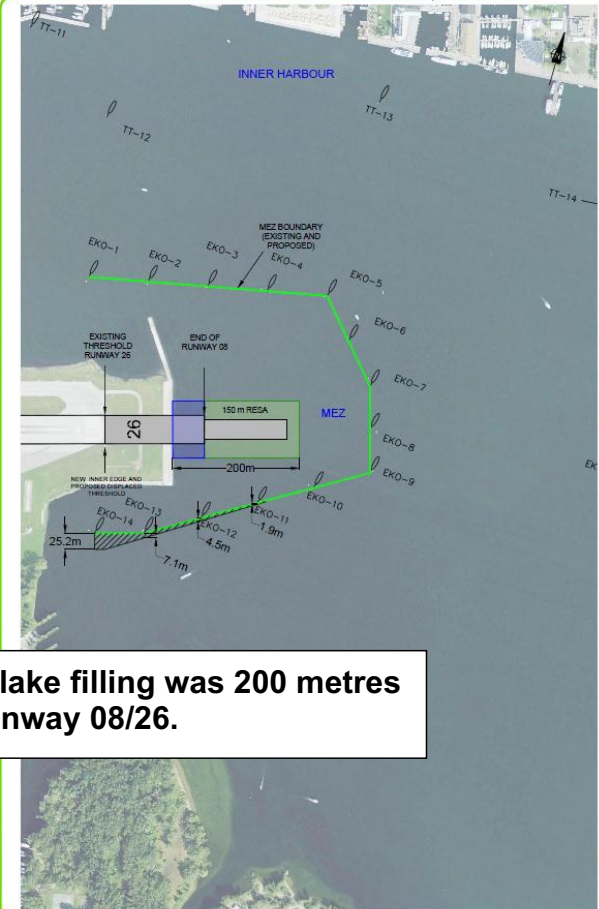 TT-11
INNER HARBOUR
TT-12
TT-13
TT-14
MEZ BOUNDARY
(EXISTING AND
PROPOSED)
EKO-1
EKO-2
EKO-3
EKO-4
EKO-5
EKO-6
EXISTING
THRESHOLD
RUNWAY 26
END OF
RUNWAY 08
EKO-7
150 m RESA
MEZ
26
EKO-8
200m
EKO-9
NEW INNER EDGE AND
PROPOSED DISPLACED
THRESHOLD
EKO-10
EKO-11
EKO-13
EKO-14
EKO-12
1.9m
4.5m
25.2m
7.1m
EK
lake filling was 200 metres
nway 08/26.